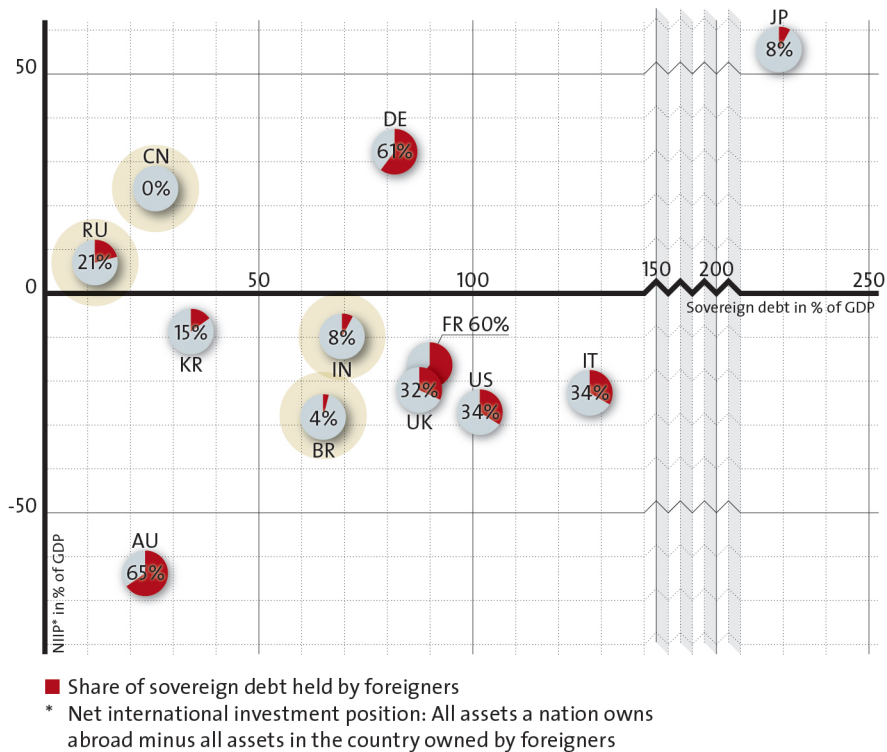 JP
8%
50
DE
61%
CN
0%
RU
21%
0
50
100
150
200
250
Sovereign debt in % of GDP
15%
KR
8%
IN
FR 60%
32%
UK
US
34%
IT
34%
4%
BR
-50
AU
65%
NIIP* in % of GDP
Share of sovereign debt held by foreigners
* Net international investment position: All assets a nation owns
abroad minus all assets in the country owned by foreigners